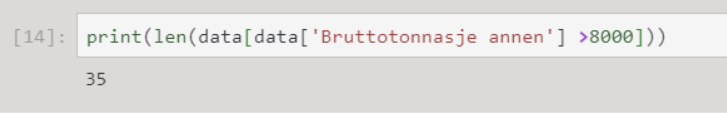 [14]: print(len(data[data['Bruttotonnasje annen'] >8000]))
35